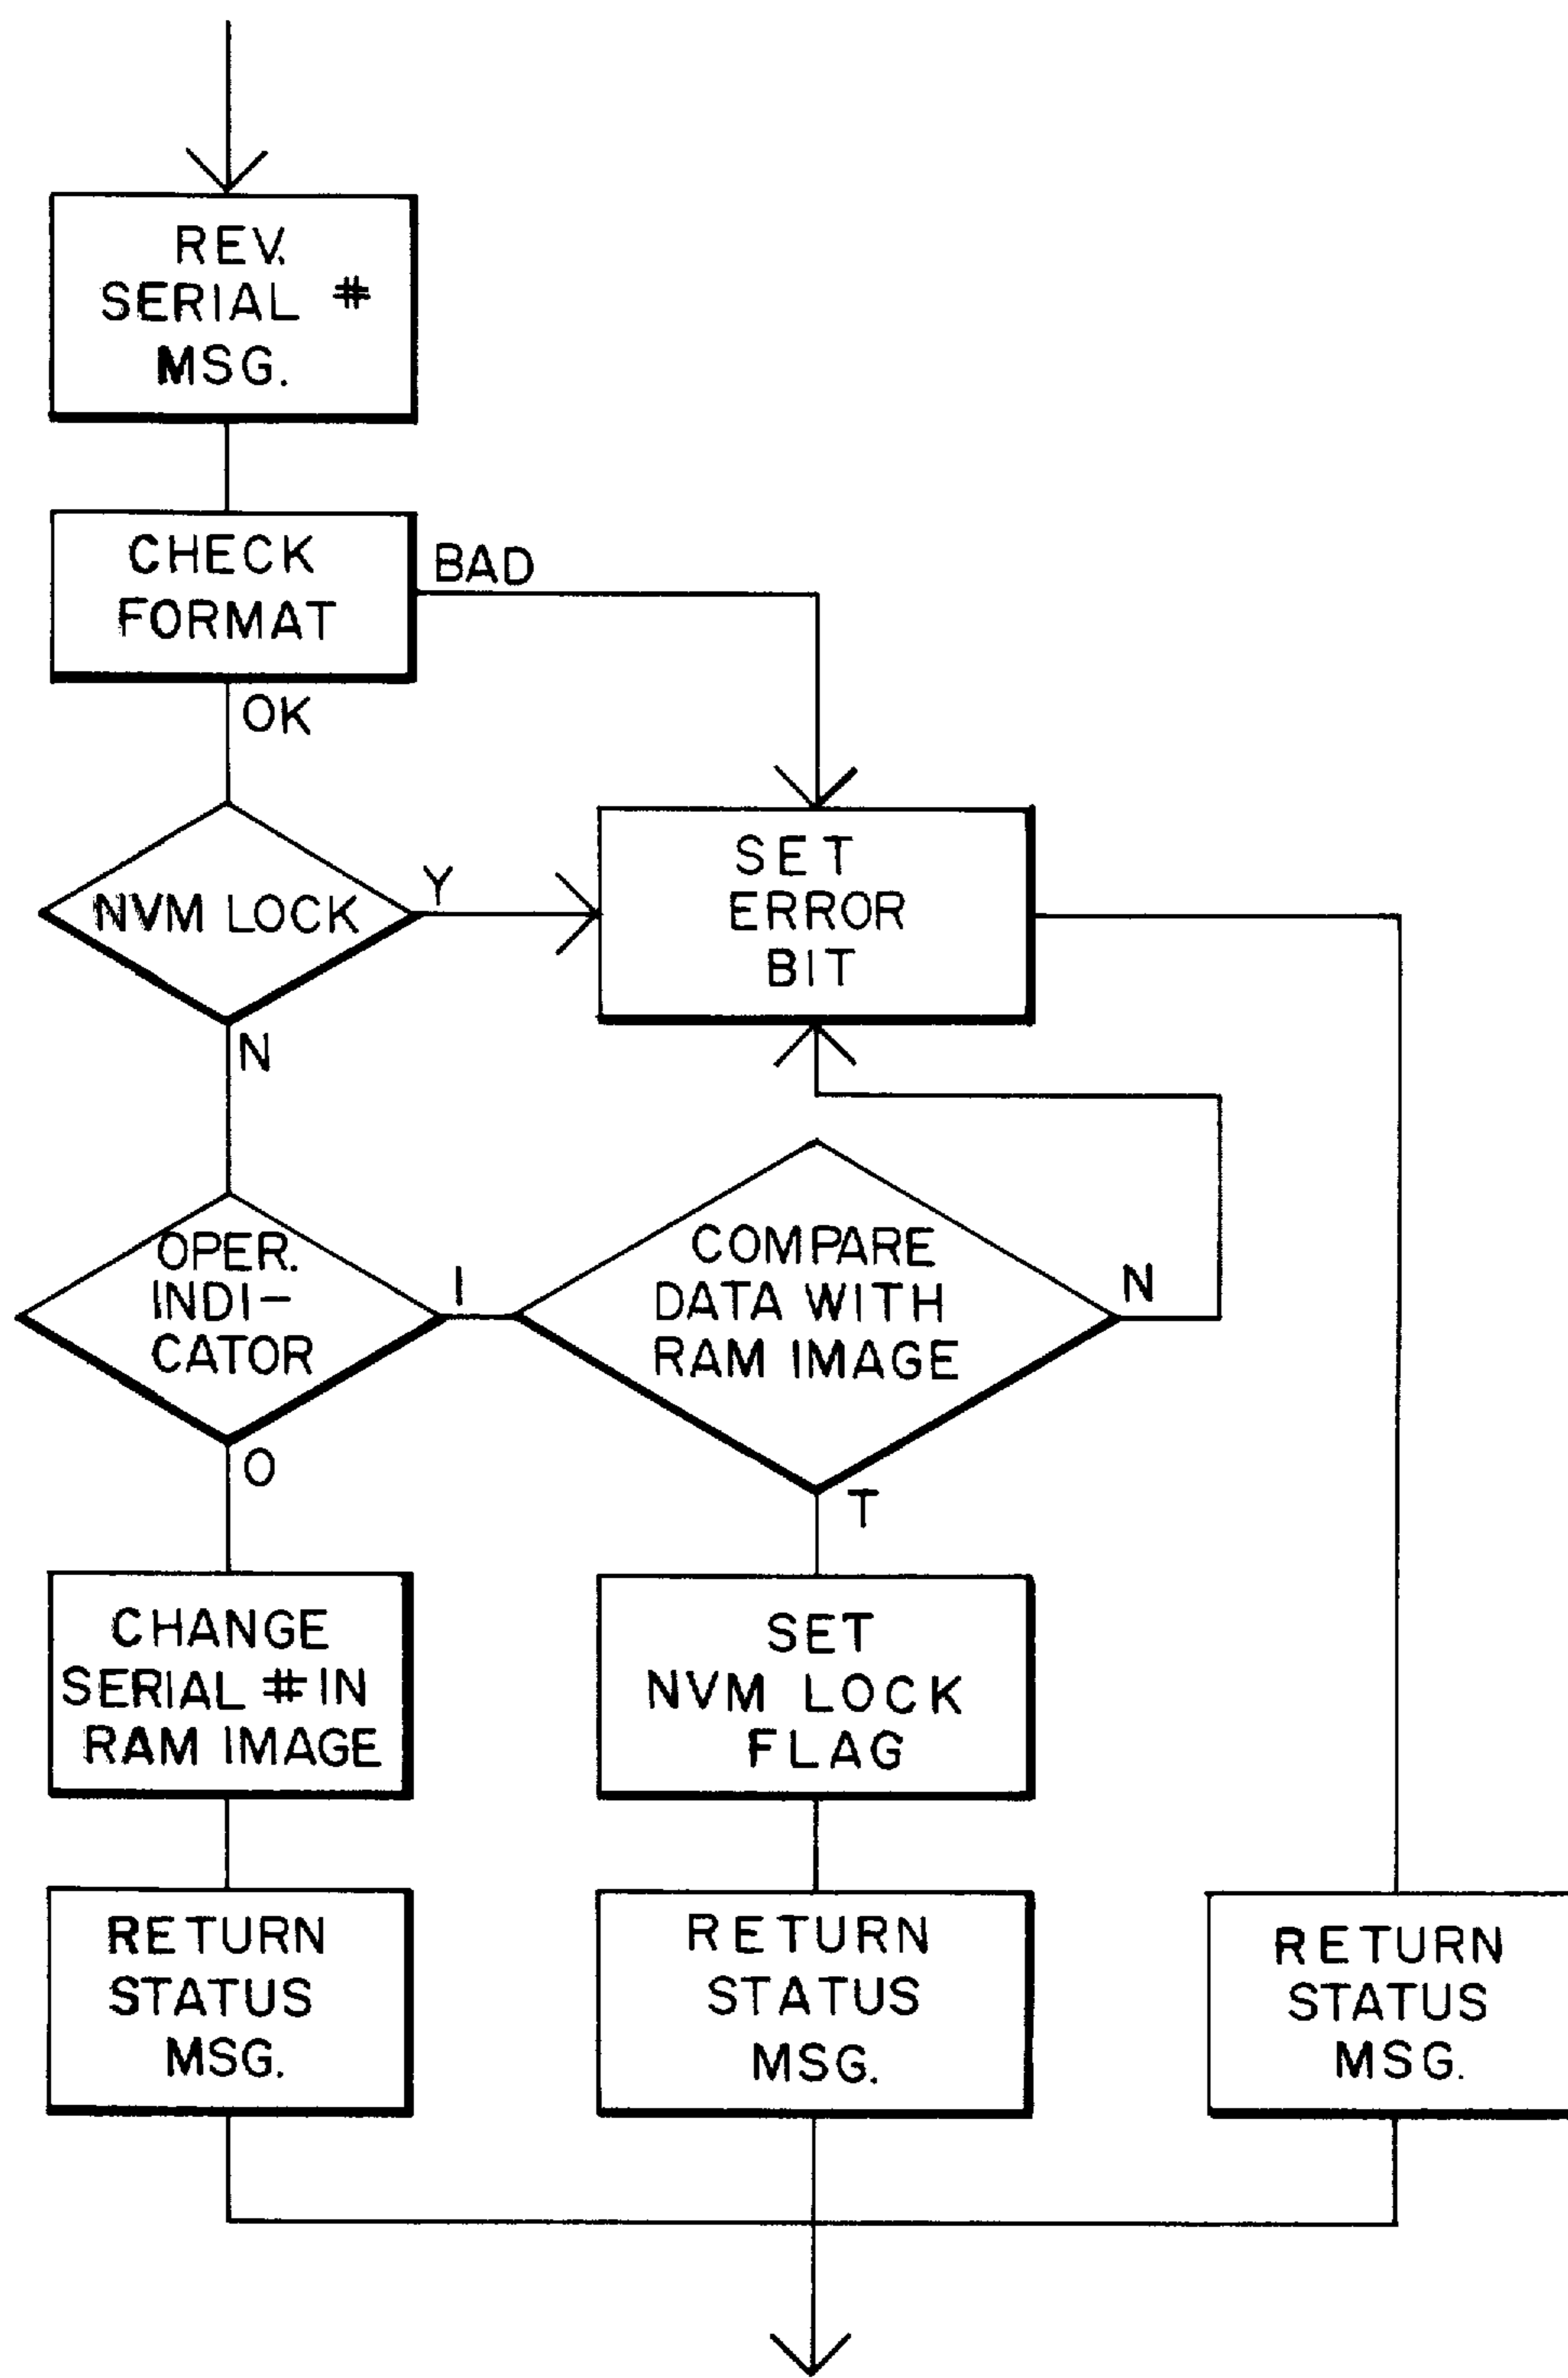 REV.
SERIAL #
MSG.
CHECK
FORMAT
BAD
OK
NVM LOCK
Y
SET
ERROR
BIT
N
OPER.
INDI-
CATOR
I
COMPARE
DATA WITH
RAM IMAGE
N
O
T
CHANGE
SERIAL # IN
RAM IMAGE
SET
NVM LOCK
FLAG
RETURN
STATUS
MSG.
RETURN
STATUS
MSG.
RETURN
STATUS
MSG.